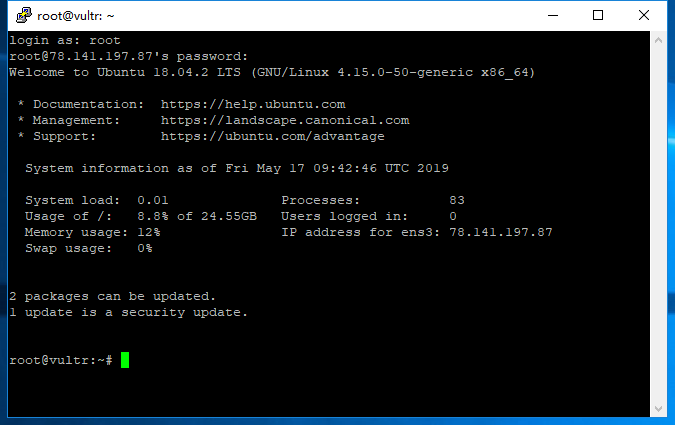 root@vultr: ~
login as: root
root@78.141.197.87's password:
Welcome to Ubuntu 18.04.2 LTS (GNU/Linux 4.15.0-50-generic x86_64)
* Documentation:  https://help.ubuntu.com
* Management:     https://landscape.canonical.com
* Support:        https://ubuntu.com/advantage
System information as of Fri May 17 09:42:46 UTC 2019
System load:  0.01              Processes:           83
Usage of /:   8.8% of 24.55GB   Users logged in:     0
Memory usage: 12%               IP address for ens3: 78.141.197.87
Swap usage:   0%
2 packages can be updated.
1 update is a security update.
root@vultr:~#